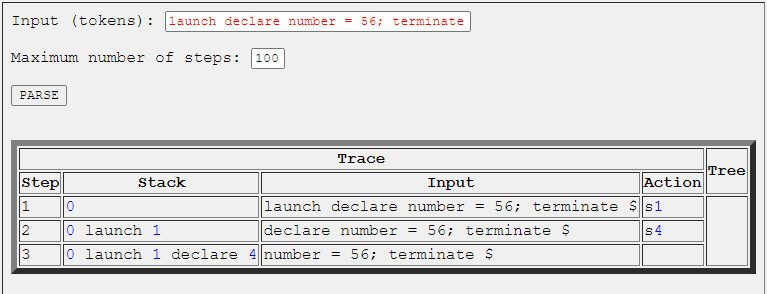 Input (tokens): launch declare number = 56; terminate
Maximum number of steps: 100
PARSE
Trace Tree
Step Stack Input Action
1 0 launch declare number = 56; terminate $ s1
2 0 launch 1 declare number = 56; terminate $ s4
3 0 launch 1 declare 4 number = 56; terminate $